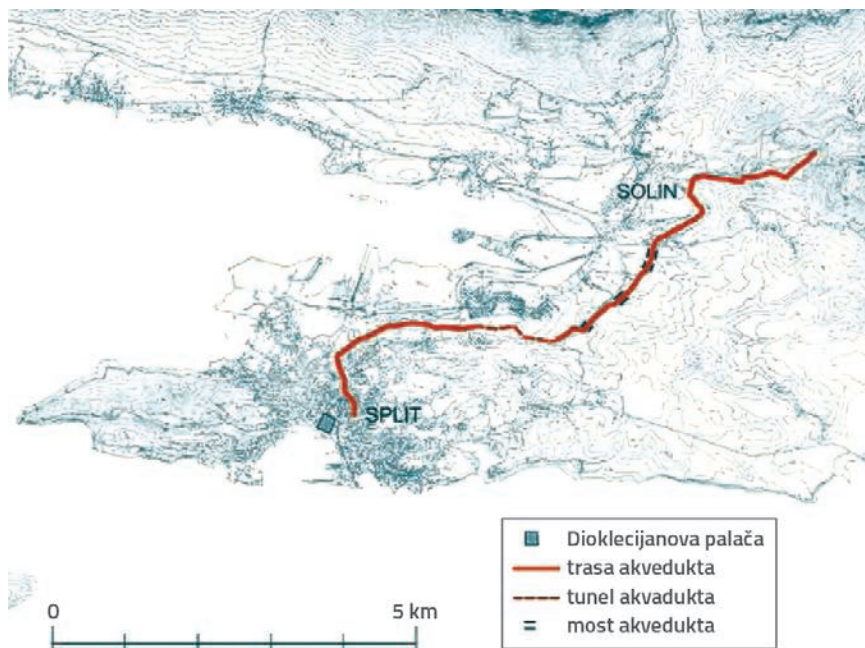 SOLIN
SPLIT
Dioklecijanova palača
trasa akvedukta
tunel akvadukta
most akvedukta
0 5 km